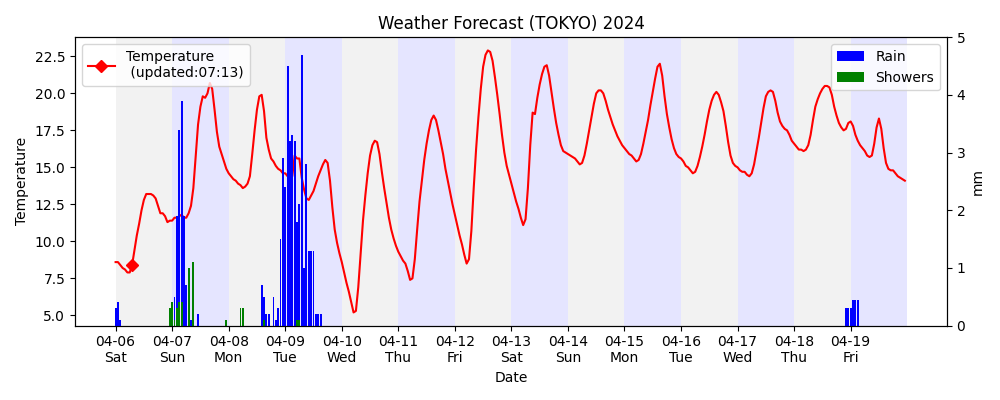 Weather Forecast (TOKYO) 2024
Temperature
(updated:07:13)
Rain
Showers
22.5
20.0
17.5
15.0
12.5
10.0
7.5
5.0
Temperature
5
4
3
2
1
0
mm
04-06 04-07 04-08 04-09 04-10 04-11 04-12 04-13 04-14 04-15 04-16 04-17 04-18 04-19
Sat Sun Mon Tue Wed Thu Fri Sat Sun Mon Tue Wed Thu Fri
Date